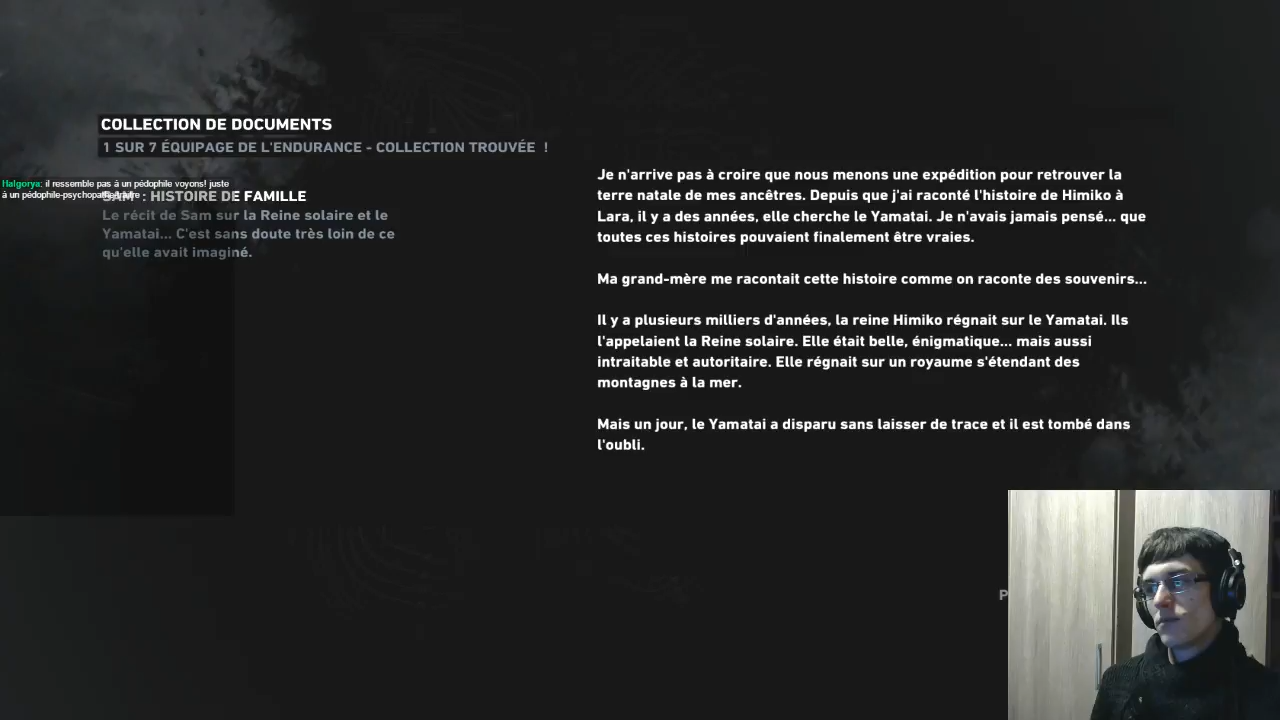 COLLECTION DE DOCUMENTS
1 SUR 7 ÉQUIPAGE DE L'ENDURANCE - COLLECTION TROUVÉE !
Halgorya: il ressemble pas à un pédophile voyons! juste
à un pédophile-psychopathe
SAM : HISTOIRE DE FAMILLE
Le récit de Sam sur la Reine solaire et le
Yamatai... C'est sans doute très loin de ce
qu'elle avait imaginé.
Je n'arrive pas à croire que nous menons une expédition pour retrouver la
terre natale de mes ancêtres. Depuis que j'ai raconté l'histoire de Himiko à
Lara, il y a des années, elle cherche le Yamatai. Je n'avais jamais pensé... que
toutes ces histoires pouvaient finalement être vraies.
Ma grand-mère me racontait cette histoire comme on raconte des souvenirs...
Il y a plusieurs milliers d'années, la reine Himiko régnait sur le Yamatai. Ils
l'appelaient la Reine solaire. Elle était belle, énigmatique... mais aussi
intraitable et autoritaire. Elle régnait sur un royaume s'étendant des
montagnes à la mer.
Mais un jour, le Yamatai a disparu sans laisser de trace et il est tombé dans
l'oubli.
P